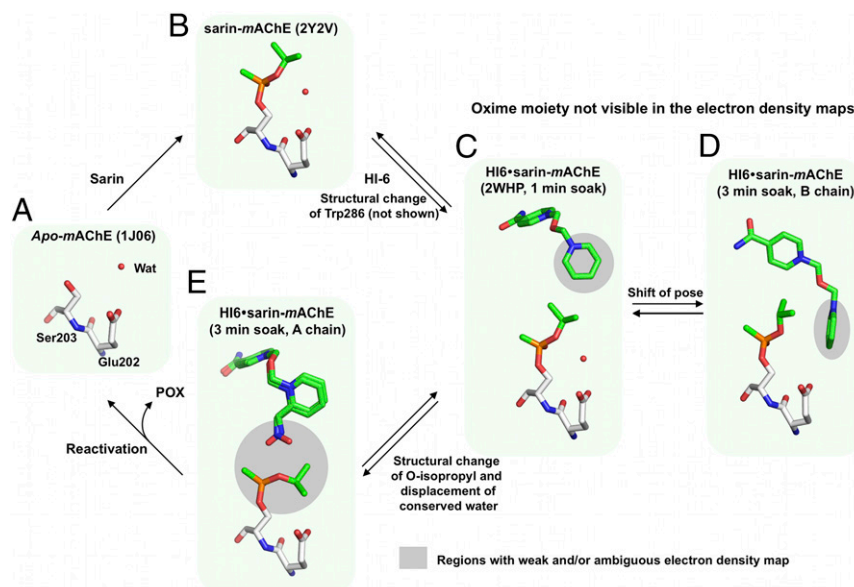 B
sarin-mAChE (2Y2V)
Oxime moiety not visible in the electron density maps
Sarin
HI-6
Structural change
of Trp286 (not shown)
C
HI6•sarin-mAChE
(2WHP, 1 min soak)
D
HI6•sarin-mAChE
(3 min soak, B chain)
A
Apo-mAChE (1J06)
Wat
Ser203
Glu202
E
HI6•sarin-mAChE
(3 min soak, A chain)
Shift of pose
POX
Reactivation
Structural change
of O-isopropyl and
displacement of
conserved water
Regions with weak and/or ambiguous electron density map